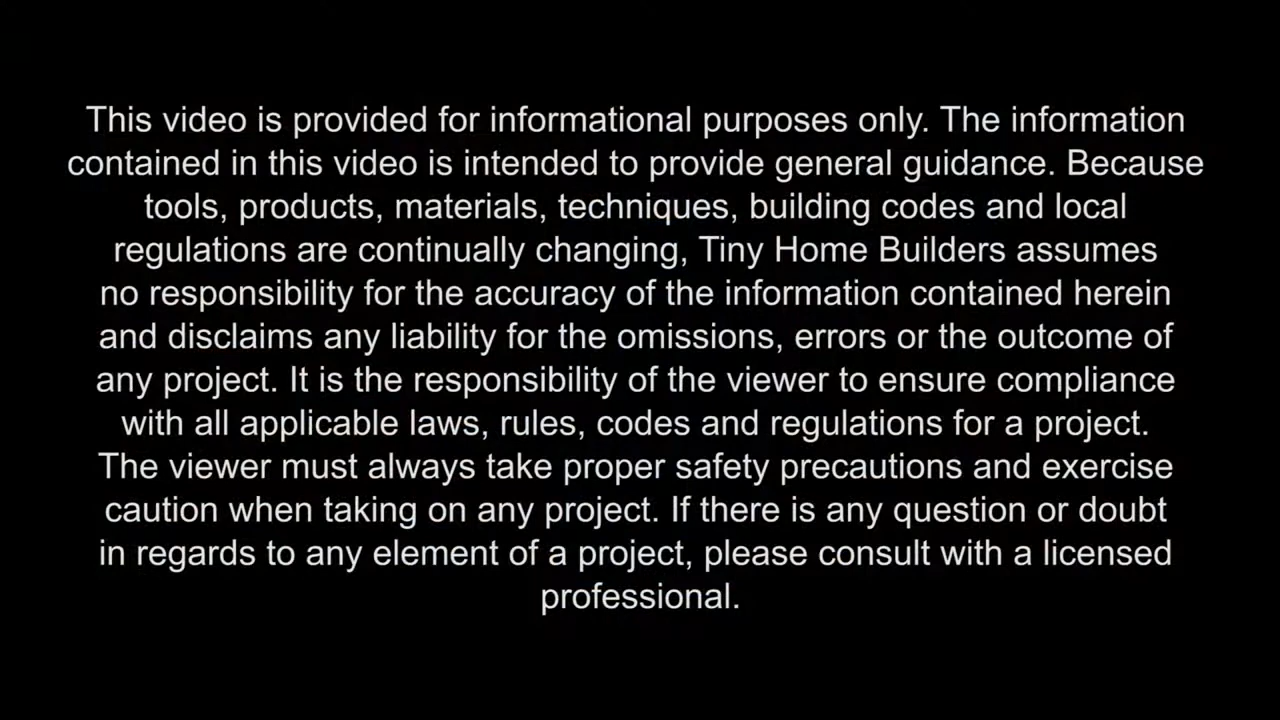 This video is provided for informational purposes only. The information
contained in this video is intended to provide general guidance. Because
tools, products, materials, techniques, building codes and local
regulations are continually changing, Tiny Home Builders assumes
no responsibility for the accuracy of the information contained herein
and disclaims any liability for the omissions, errors or the outcome of
any project. It is the responsibility of the viewer to ensure compliance
with all applicable laws, rules, codes and regulations for a project.
The viewer must always take proper safety precautions and exercise
caution when taking on any project. If there is any question or doubt
in regards to any element of a project, please consult with a licensed
professional.